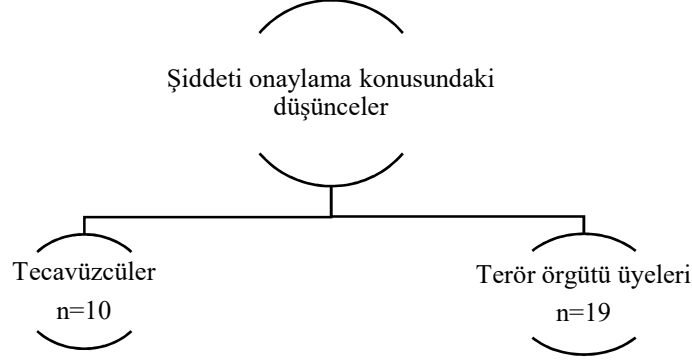 Şiddeti onaylama konusundaki
düşünceler
Tecavüzcüler
n=10
Terör örgütü üyeleri
n=19